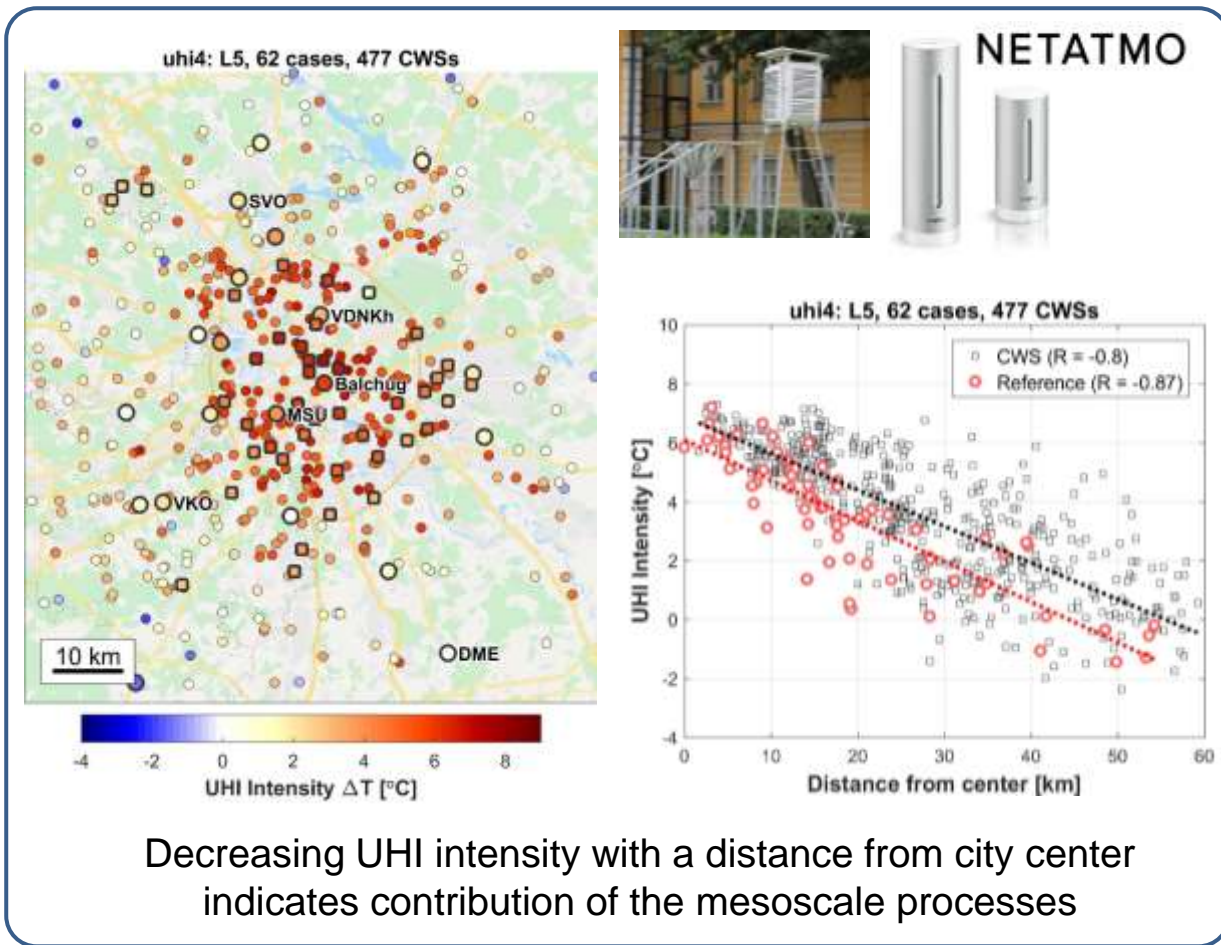 uhi4: L5, 62 cases, 477 CWSs
SVO
VDNKh
Balchug
MSU
VKO
DME
10 km
-4 -2 0 2 4 6 8
UHI Intensity ΔT [°C]
NETATMO
uhi4: L5, 62 cases, 477 CWSs
CWS (R = -0.8)
Reference (R = -0.87)
10
8
6
4
2
0
-2
-4
UHI Intensity [°C]
0 10 20 30 40 50 60
Distance from center [km]
Decreasing UHI intensity with a distance from city center
indicates contribution of the mesoscale processes